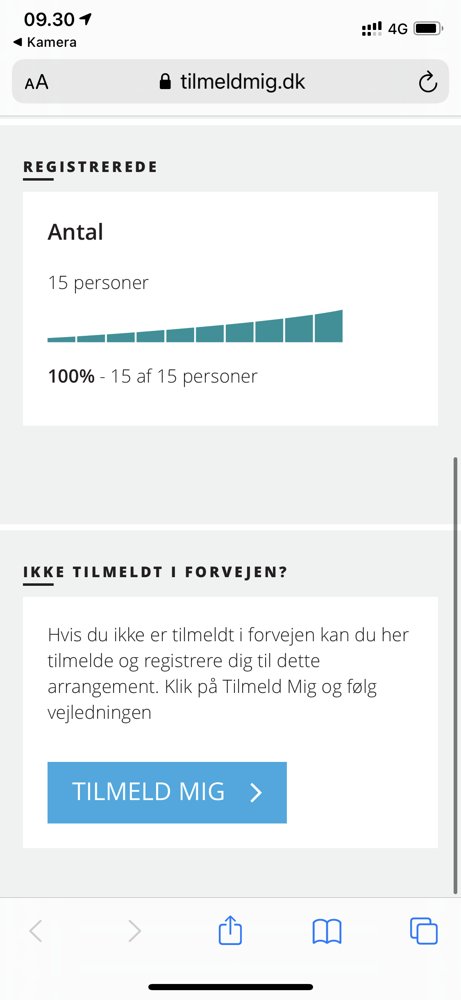 09.30
4G
Kamera
AA
tilmeldmig.dk
REGISTREREDE
Antal
15 personer
100% - 15 af 15 personer
IKKE TILMELDT I FORVEJEN?
Hvis du ikke er tilmeldt i forvejen kan du her
tilmelde og registrere dig til dette
arrangement. Klik på Tilmeld Mig og følg
vejledningen
TILMELD MIG